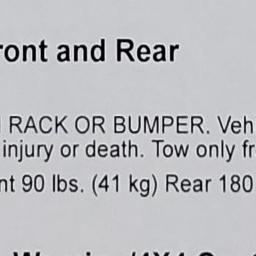 ront and Rear
RACK OR BUMPER. Veh
injury or death. Tow only fr
nt 90 lbs. (41 kg) Rear 180